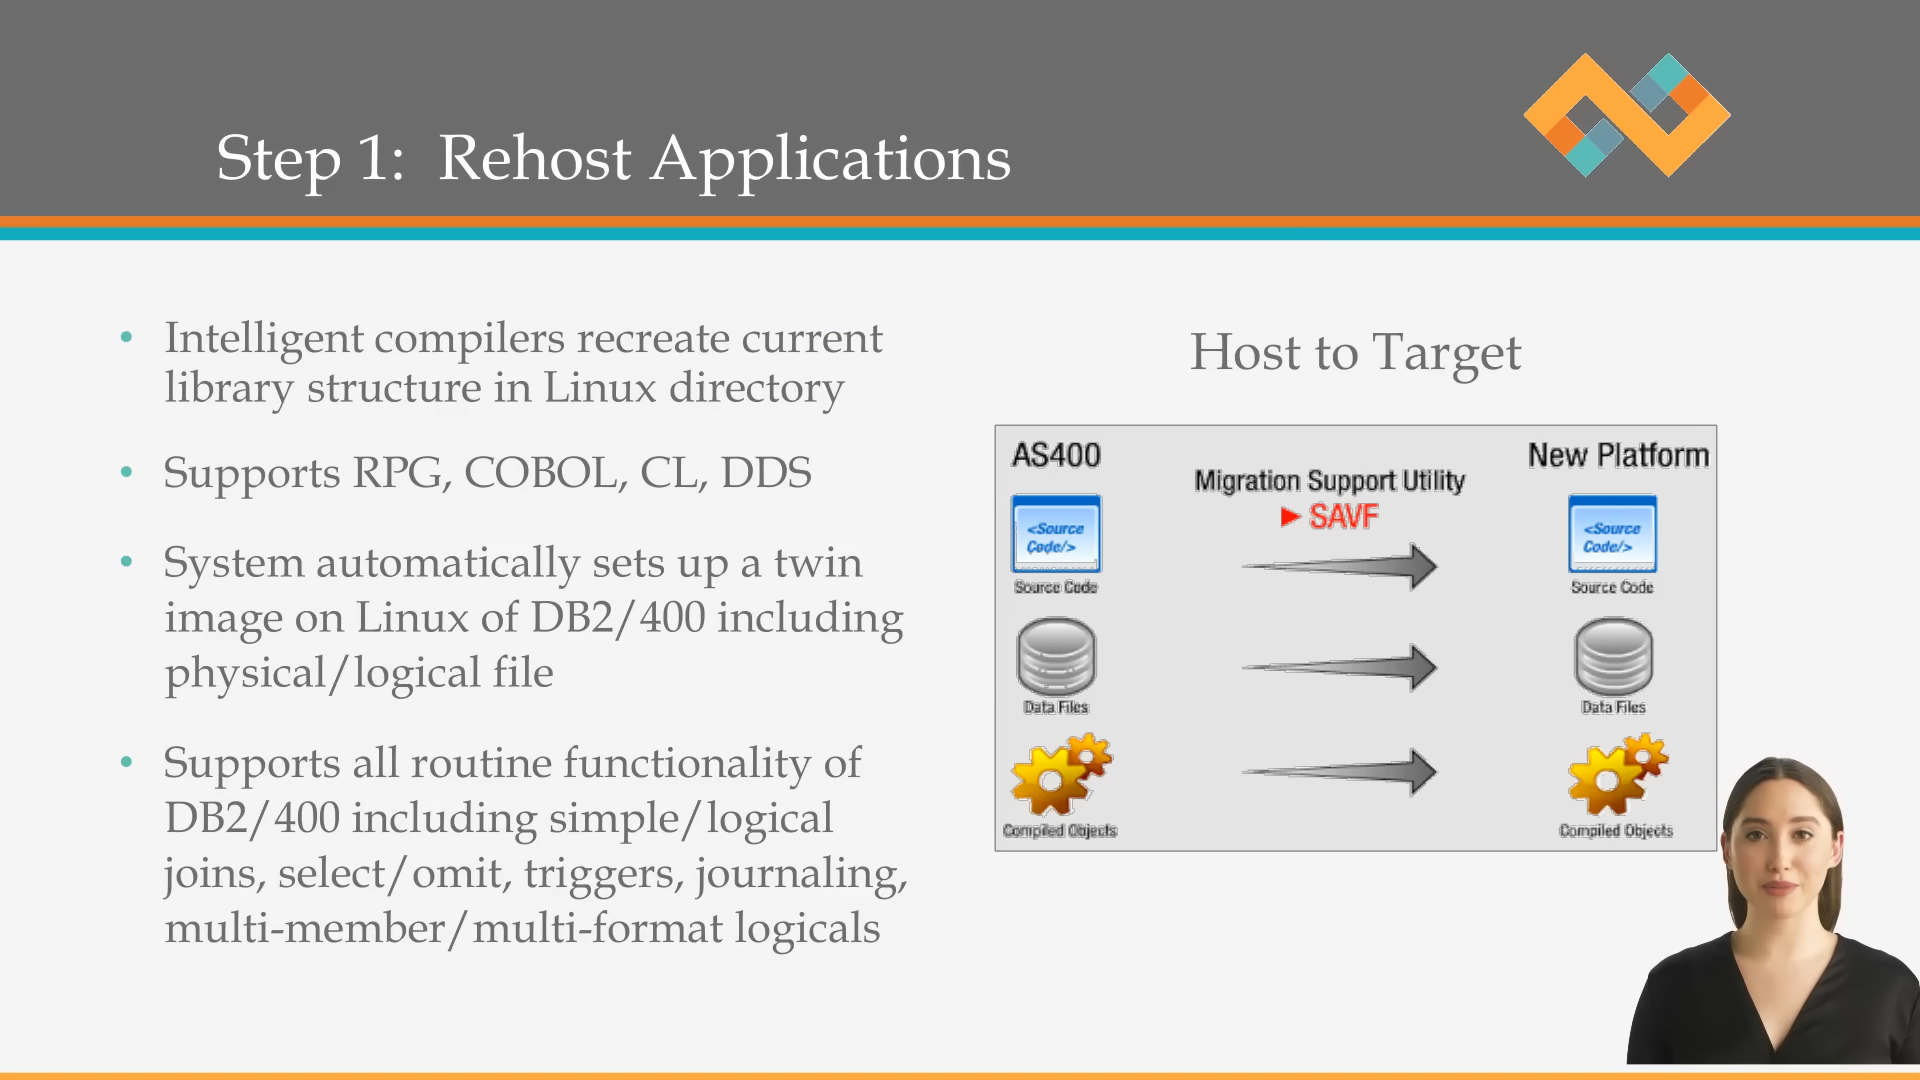 Step 1: Rehost Applications
• Intelligent compilers recreate current
library structure in Linux directory
• Supports RPG, COBOL, CL, DDS
• System automatically sets up a twin
image on Linux of DB2/400 including
physical/logical file
• Supports all routine functionality of
DB2/400 including simple/logical
joins, select/omit, triggers, journaling,
multi-member/multi-format logicals
Host to Target
AS400
Migration Support Utility
► SAVF
New Platform
<Source
Code/>
Source Code
<Source
Code/>
Source Code
Data Files
Data Files
Compiled Objects
Compiled Objects